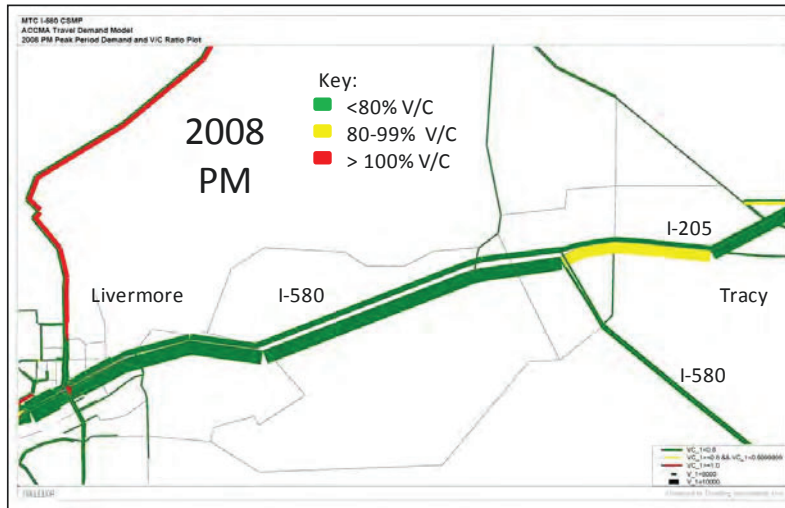 MTC I-580 CSMP
ACCMA Travel Demand Model
2008 PM Peak Period Demand and V/C Ratio Plot
Key:
<80% V/C
80-99% V/C
> 100% V/C
2008
PM
I-205
Livermore
I-580
Tracy
I-580